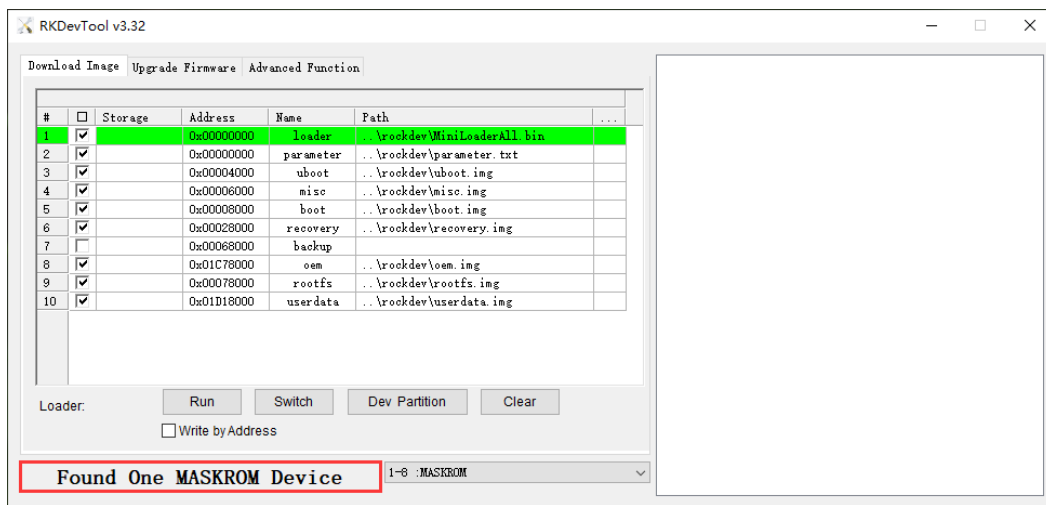 RKDevTool v3.32
Download Image Upgrade Firmware Advanced Function
# Storage Address Name Path ...
1 0x00000000 loader ..\rockdev\MiniLoaderAll.bin
2 0x00000000 parameter ..\rockdev\parameter.txt
3 0x00004000 uboot ..\rockdev\uboot.img
4 0x00006000 misc ..\rockdev\misc.img
5 0x00008000 boot ..\rockdev\boot.img
6 0x00028000 recovery ..\rockdev\recovery.img
7 0x00068000 backup
8 0x01C78000 oem ..\rockdev\oem.img
9 0x00078000 rootfs ..\rockdev\rootfs.img
10 0x01D18000 userdata ..\rockdev\userdata.img
Loader: Run Switch Dev Partition Clear
Write by Address
Found One MASKROM Device 1-8 :MASKROM